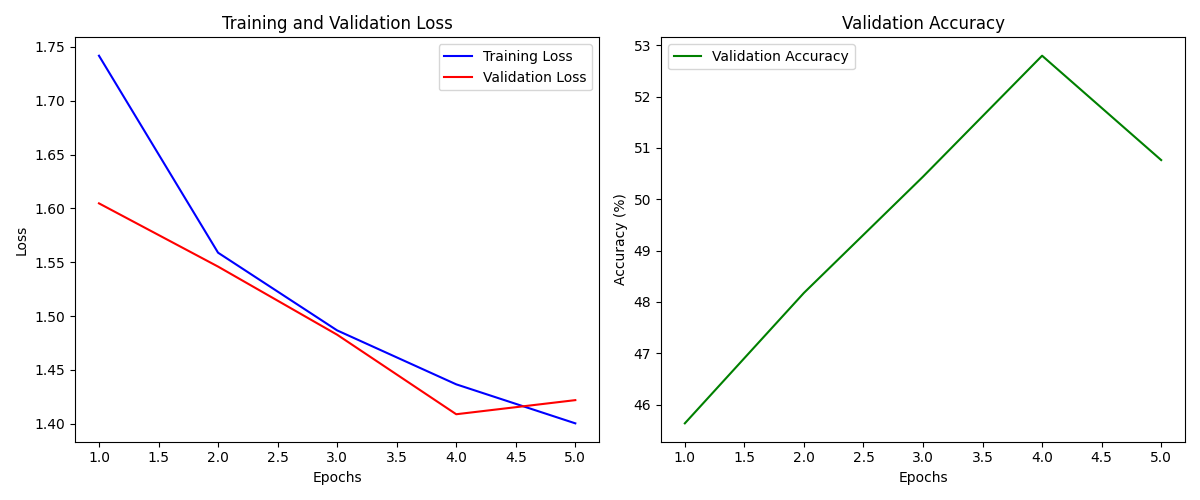 Training and Validation Loss
Training Loss
Validation Loss
1.75
1.70
1.65
1.60
1.55
1.50
1.45
1.40
Loss
1.0 1.5 2.0 2.5 3.0 3.5 4.0 4.5 5.0
Epochs
Validation Accuracy
Validation Accuracy
53
52
51
50
49
48
47
46
Accuracy (%)
1.0 1.5 2.0 2.5 3.0 3.5 4.0 4.5 5.0
Epochs